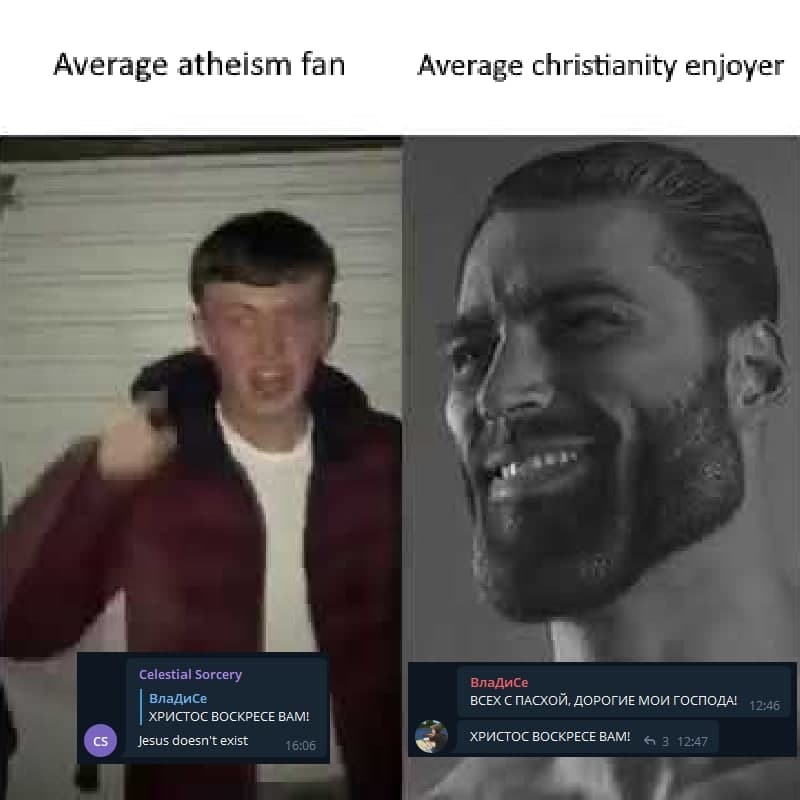 Average atheism fan
Average christianity enjoyer
Celestial Sorcery
ВлаДиСе
ХРИСТОС ВОСКРЕСЕ ВАМ!
CS
Jesus doesn't exist 16:06
ВлаДиСе
ВСЕХ С ПАСХОЙ, ДОРОГИЕ МОИ ГОСПОДА! 12:46
ХРИСТОС ВОСКРЕСЕ ВАМ! 3 12:47